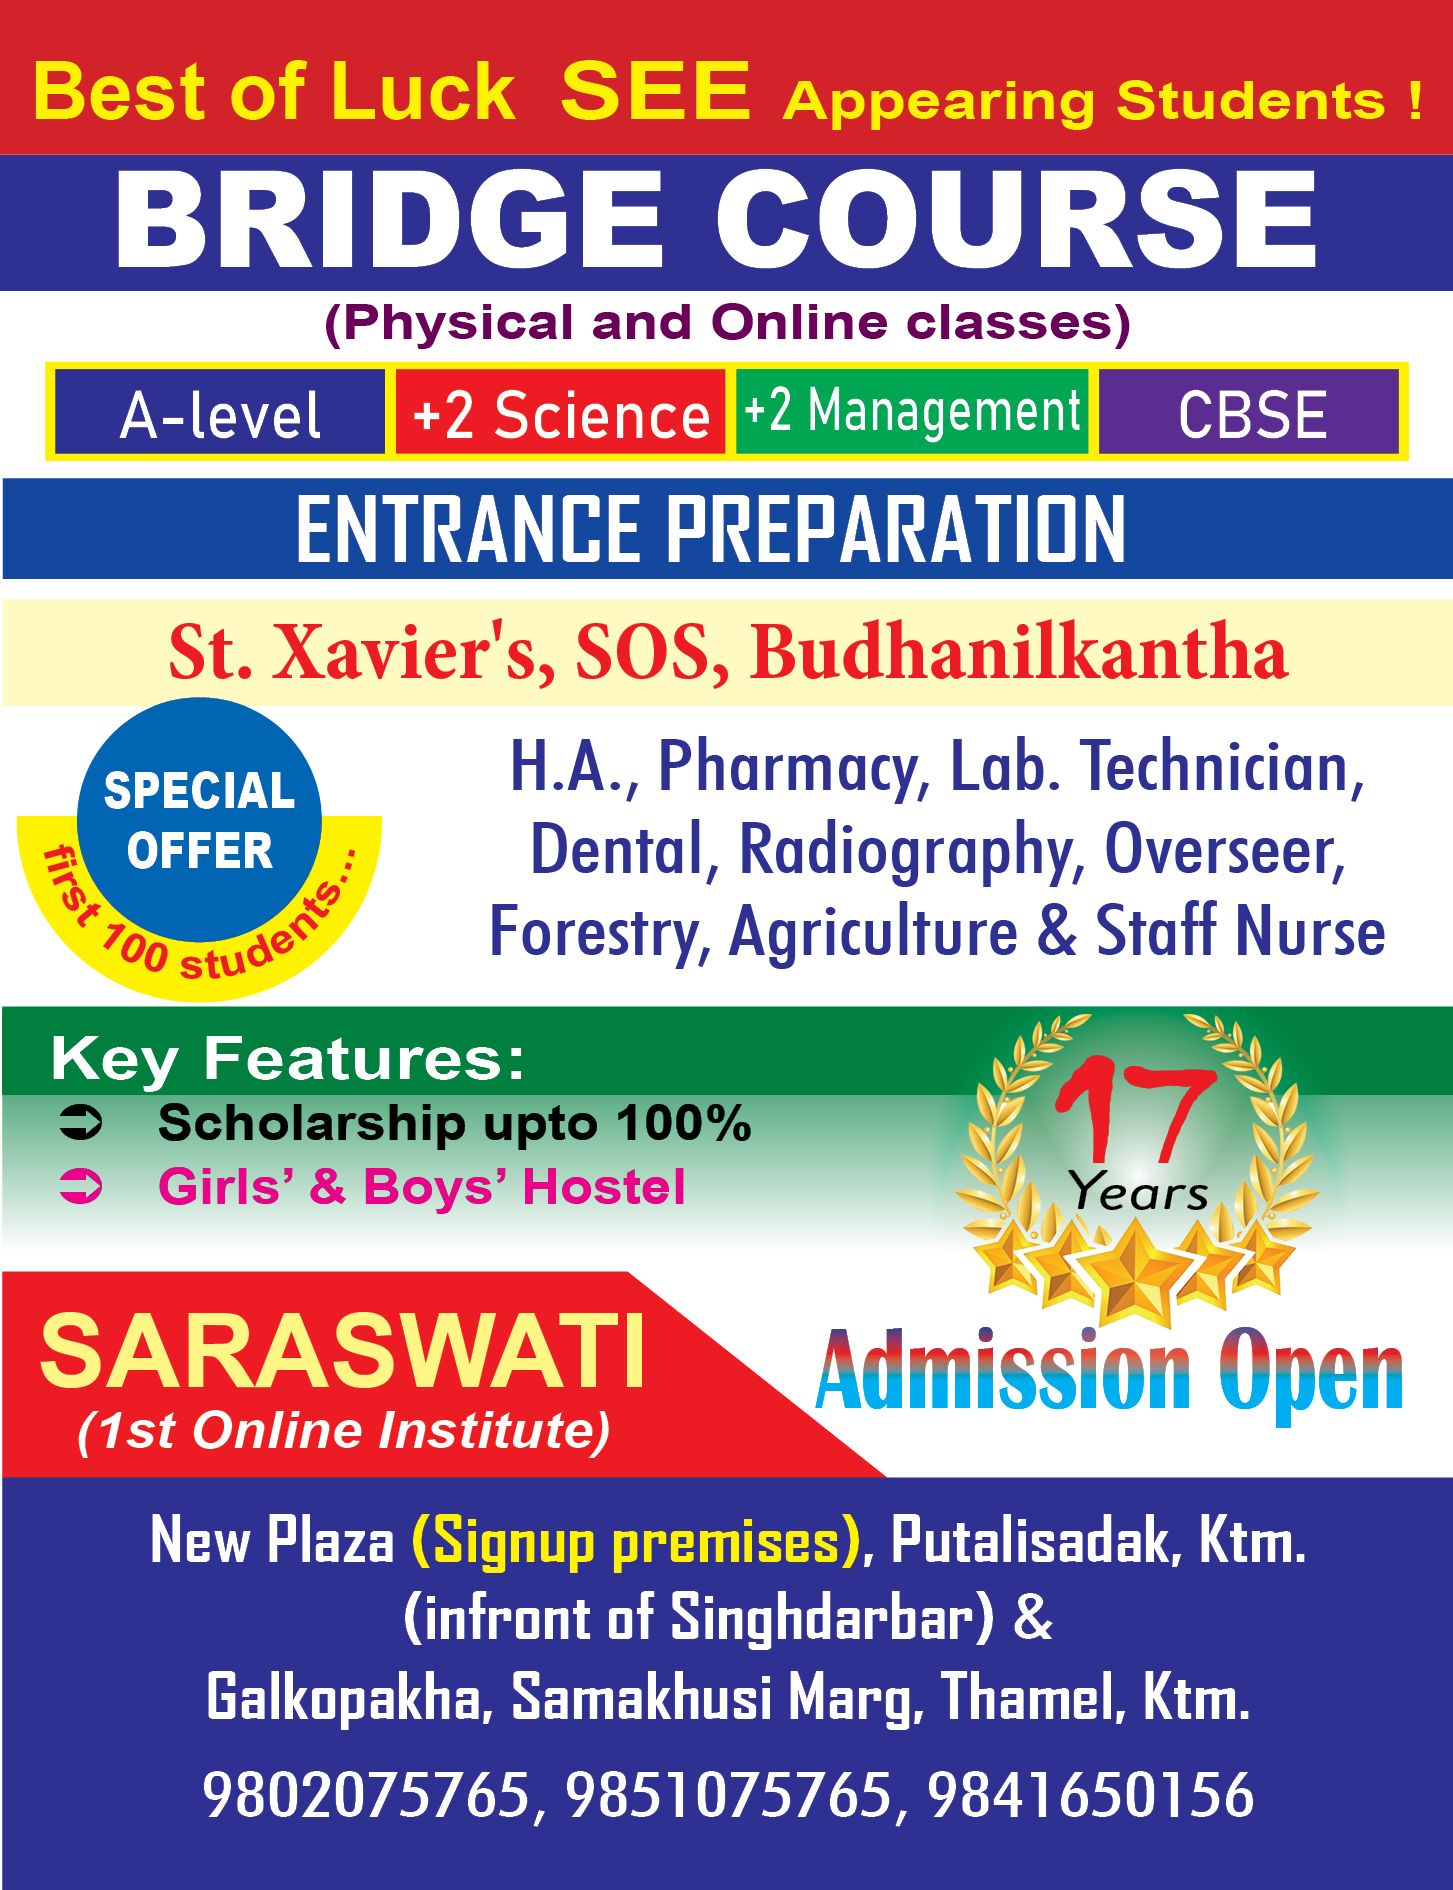 Best of Luck SEE Appearing Students !
BRIDGE COURSE
(Physical and Online classes)
A-level +2 Science +2 Management CBSE
ENTRANCE PREPARATION
St. Xavier's, SOS, Budhanilkantha
SPECIAL
OFFER
first 100 students...
H.A., Pharmacy, Lab. Technician,
Dental, Radiography, Overseer,
Forestry, Agriculture & Staff Nurse
Key Features:
Scholarship upto 100%
Girls’ & Boys’ Hostel
17
Years
SARASWATI
(1st Online Institute)
Admission Open
New Plaza (Signup premises), Putalisadak, Ktm.
(infront of Singhdarbar) &
Galkopakha, Samakhusi Marg, Thamel, Ktm.
9802075765, 9851075765, 9841650156